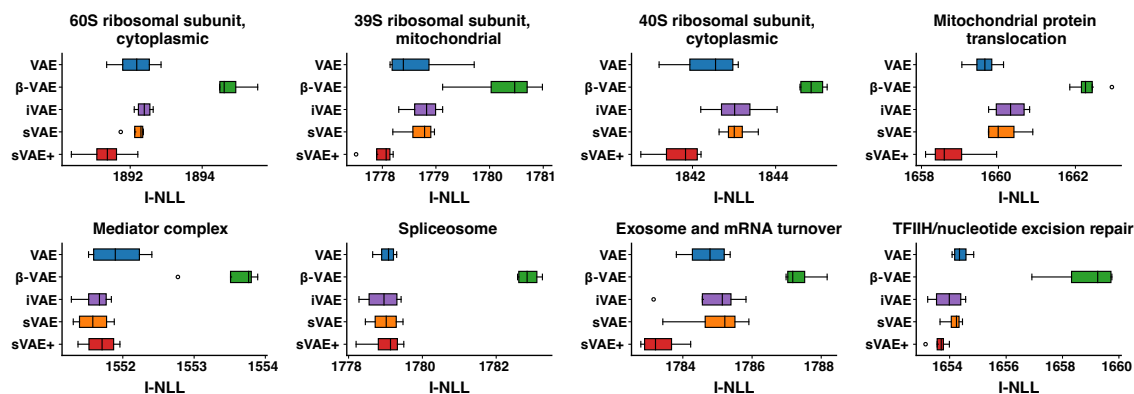 60S ribosomal subunit,
cytoplasmic
VAE
β-VAE
iVAE
sVAE
sVAE+
1892 1894
I-NLL
39S ribosomal subunit,
mitochondrial
VAE
β-VAE
iVAE
sVAE
sVAE+
1778 1779 1780 1781
I-NLL
40S ribosomal subunit,
cytoplasmic
VAE
β-VAE
iVAE
sVAE
sVAE+
1842 1844
I-NLL
Mitochondrial protein
translocation
VAE
β-VAE
iVAE
sVAE
sVAE+
1658 1660 1662
I-NLL
Mediator complex
VAE
β-VAE
iVAE
sVAE
sVAE+
1552 1553 1554
I-NLL
Spliceosome
VAE
β-VAE
iVAE
sVAE
sVAE+
1778 1780 1782
I-NLL
Exosome and mRNA turnover
VAE
β-VAE
iVAE
sVAE
sVAE+
1784 1786 1788
I-NLL
TFIIH/nucleotide excision repair
VAE
β-VAE
iVAE
sVAE
sVAE+
1654 1656 1658 1660
I-NLL